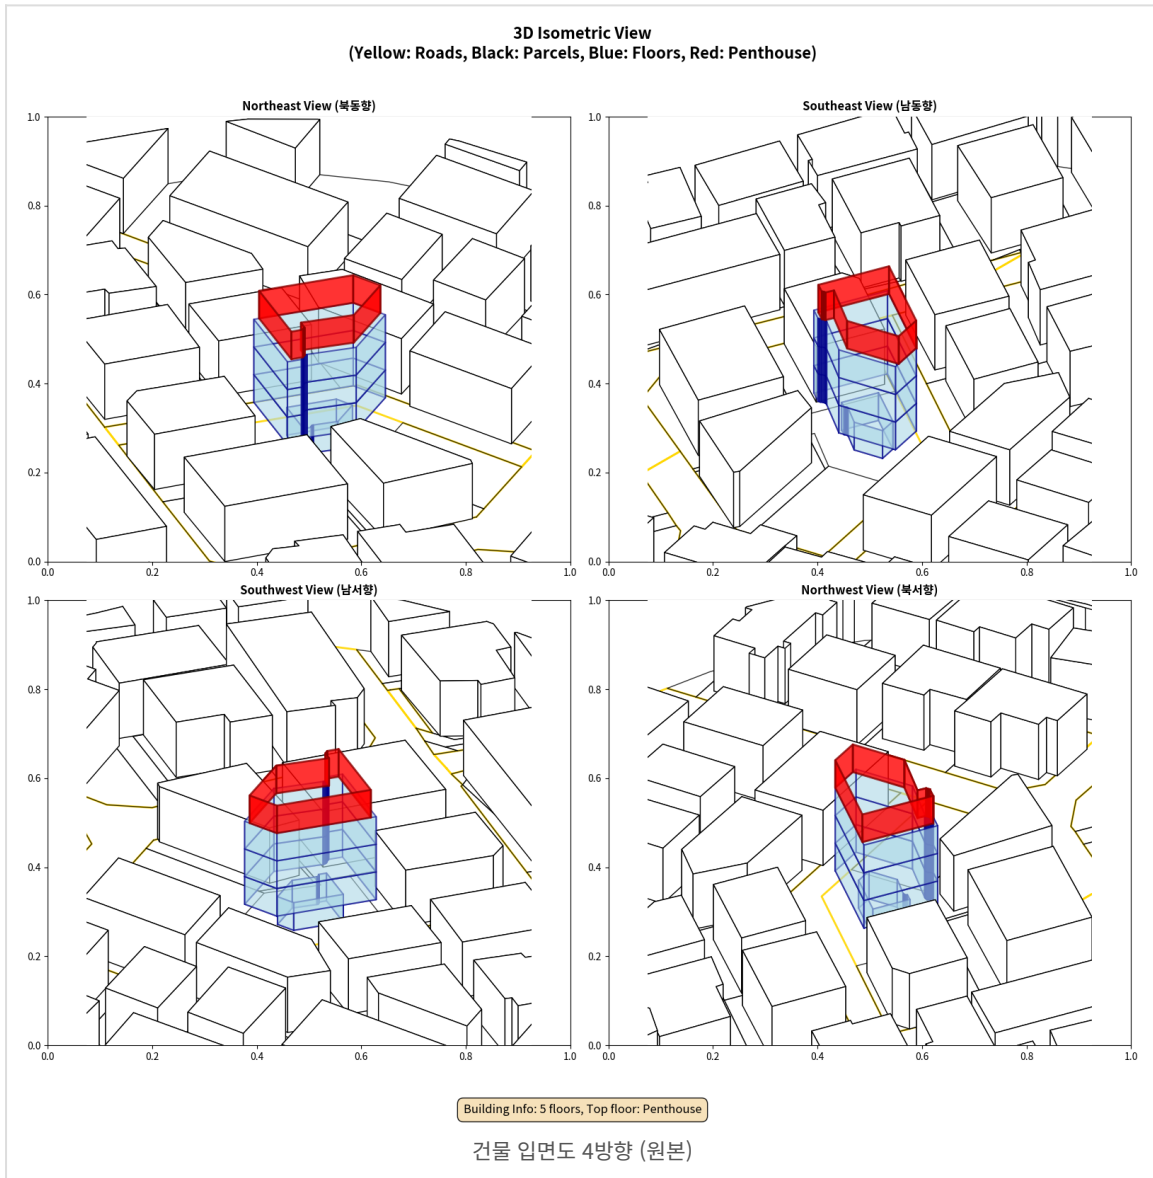 3D Isometric View
(Yellow: Roads, Black: Parcels, Blue: Floors, Red: Penthouse)
Northeast View (북동향)
1.0
0.8
0.6
0.4
0.2
0.0
0.0 0.2 0.4 0.6 0.8 1.0
Southeast View (남동향)
1.0
0.8
0.6
0.4
0.2
0.0
0.0 0.2 0.4 0.6 0.8 1.0
Southwest View (남서향)
1.0
0.8
0.6
0.4
0.2
0.0
0.0 0.2 0.4 0.6 0.8 1.0
Northwest View (북서향)
1.0
0.8
0.6
0.4
0.2
0.0
0.0 0.2 0.4 0.6 0.8 1.0
Building Info: 5 floors, Top floor: Penthouse
건물 입면도 4방향 (원본)